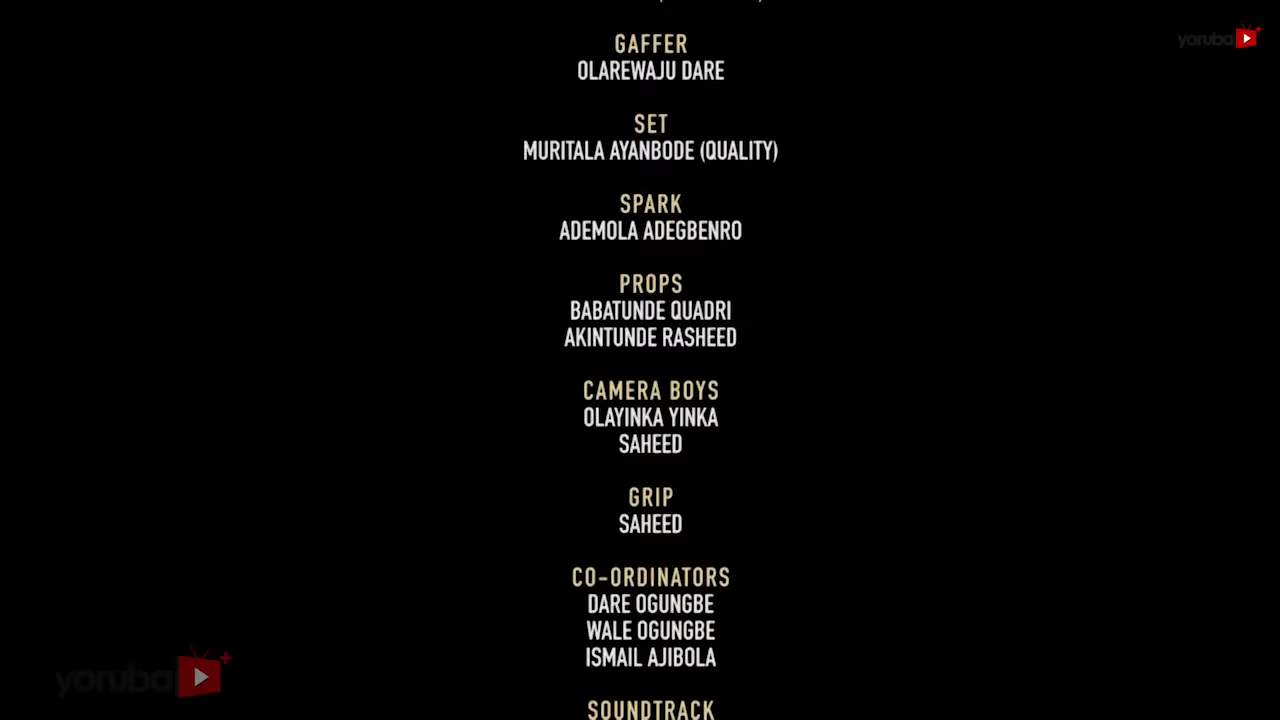 yoruba
GAFFER
OLAREWAJU DARE
SET
MURITALA AYANBODE (QUALITY)
SPARK
ADEMOLA ADEGBENRO
PROPS
BABATUNDE QUADRI
AKINTUNDE RASHEED
CAMERA BOYS
OLAYINKA YINKA
SAHEED
GRIP
SAHEED
CO-ORDINATORS
DARE OGUNGBE
WALE OGUNGBE
ISMAIL AJIBOLA
yoruba
SOUNDTRACK